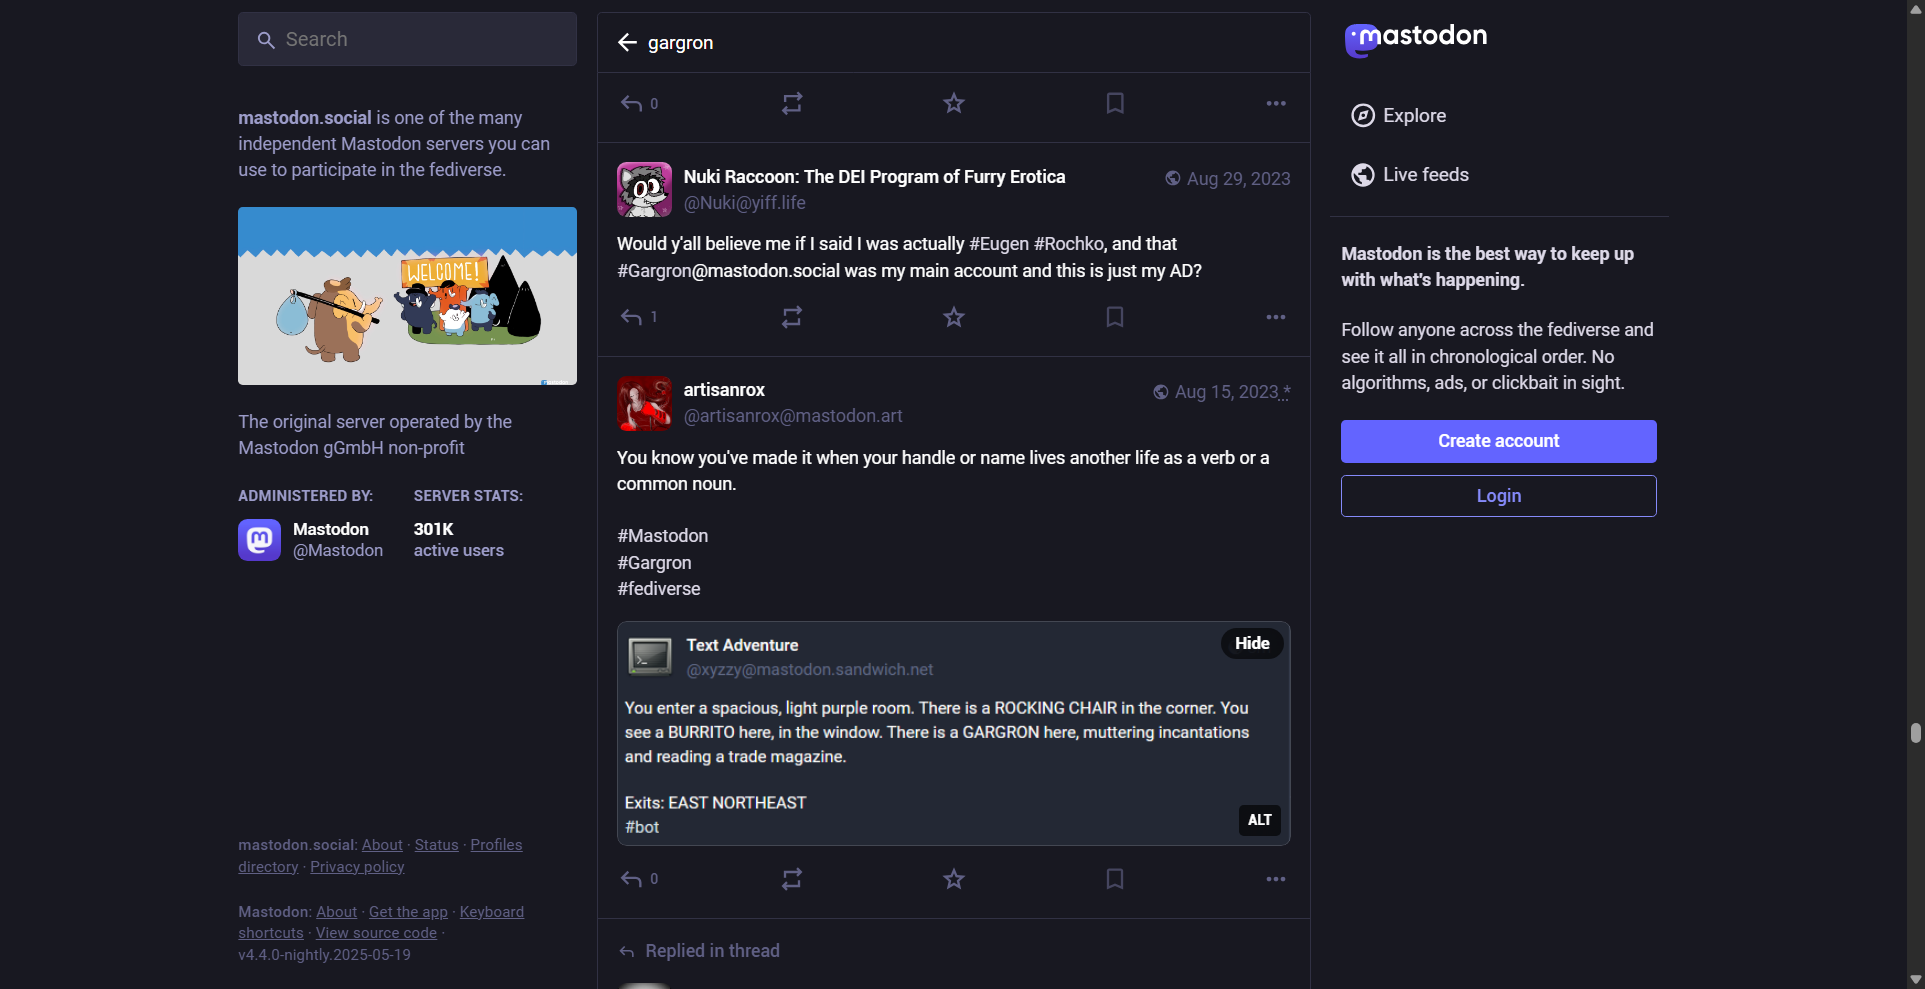 Search
mastodon.social is one of the many
independent Mastodon servers you can
use to participate in the fediverse.
WELCOME!
The original server operated by the
Mastodon gGmbH non-profit
ADMINISTERED BY:
Mastodon
@Mastodon
SERVER STATS:
301K
active users
mastodon.social: About · Status · Profiles
directory · Privacy policy
Mastodon: About · Get the app · Keyboard
shortcuts · View source code ·
v4.4.0-nightly.2025-05-19
gargron
0
Nuki Raccoon: The DEI Program of Furry Erotica
@Nuki@yiff.life
Aug 29, 2023
Would y'all believe me if I said I was actually #Eugen #Rochko, and that
#Gargron@mastodon.social was my main account and this is just my AD?
1
artisanrox
@artisanrox@mastodon.art
Aug 15, 2023 *
You know you've made it when your handle or name lives another life as a verb or a
common noun.
#Mastodon
#Gargron
#fediverse
Text Adventure
@xyzzy@mastodon.sandwich.net
Hide
You enter a spacious, light purple room. There is a ROCKING CHAIR in the corner. You
see a BURRITO here, in the window. There is a GARGRON here, muttering incantations
and reading a trade magazine.
Exits: EAST NORTHEAST
#bot
ALT
0
Replied in thread
mastodon
Explore
Live feeds
Mastodon is the best way to keep up
with what's happening.
Follow anyone across the fediverse and
see it all in chronological order. No
algorithms, ads, or clickbait in sight.
Create account
Login